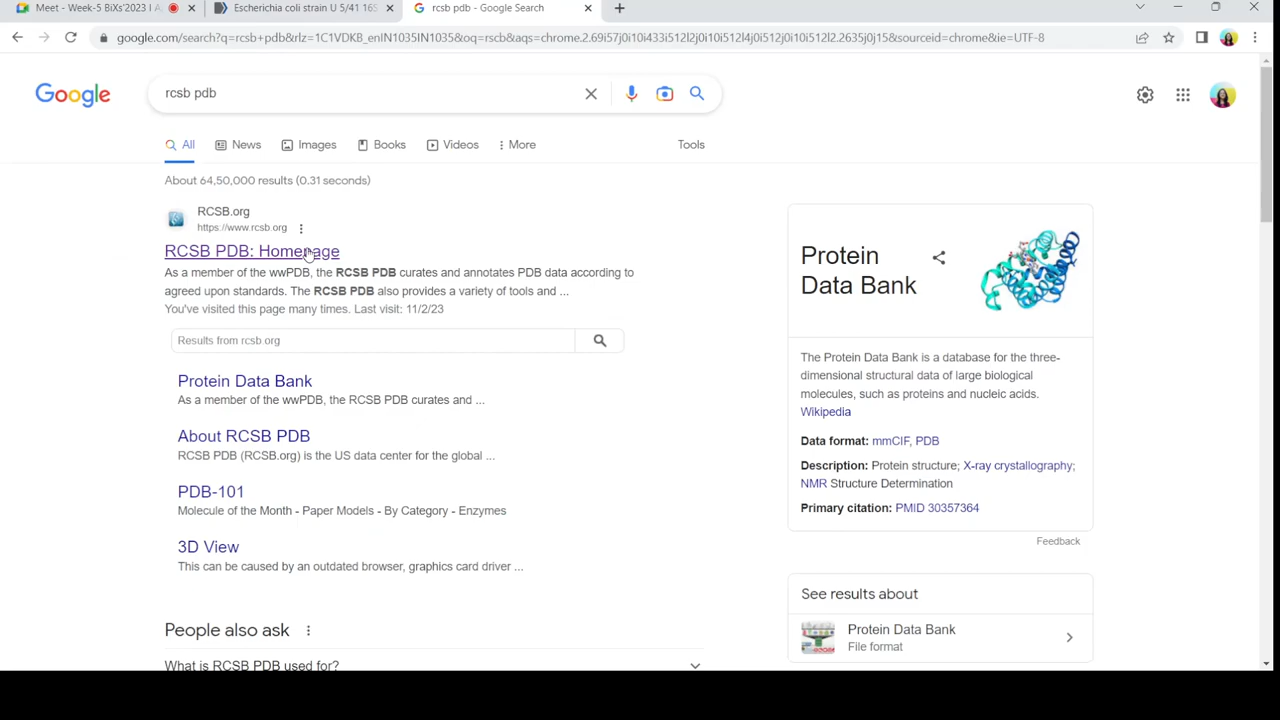 Meet - Week-5 BiXs'2023 I A
Escherichia coli strain U 5/41 16S
rcsb pdb - Google Search
google.com/search?q=rcsb+pdb&rlz=1C1VDKB_enIN1035IN1035&oq=rscb&aqs=chrome.2.69i57j0i10i433i512l2j0i10i512l4j0i512j0i10i512l2.2635j0j15&sourceid=chrome&ie=UTF-8
Google
rcsb pdb
All
News
Images
Books
Videos
More
Tools
About 64,50,000 results (0.31 seconds)
RCSB.org
https://www.rcsb.org
RCSB PDB: Homepage
As a member of the wwPDB, the RCSB PDB curates and annotates PDB data according to
agreed upon standards. The RCSB PDB also provides a variety of tools and ...
You've visited this page many times. Last visit: 11/2/23
Results from rcsb.org
Protein Data Bank
As a member of the wwPDB, the RCSB PDB curates and ...
About RCSB PDB
RCSB PDB (RCSB.org) is the US data center for the global ...
PDB-101
Molecule of the Month - Paper Models - By Category - Enzymes
3D View
This can be caused by an outdated browser, graphics card driver ...
People also ask
What is RCSB PDB used for?
Protein
Data Bank
The Protein Data Bank is a database for the three-
dimensional structural data of large biological
molecules, such as proteins and nucleic acids.
Wikipedia
Data format: mmCIF, PDB
Description: Protein structure; X-ray crystallography;
NMR Structure Determination
Primary citation: PMID 30357364
Feedback
See results about
Protein Data Bank
File format